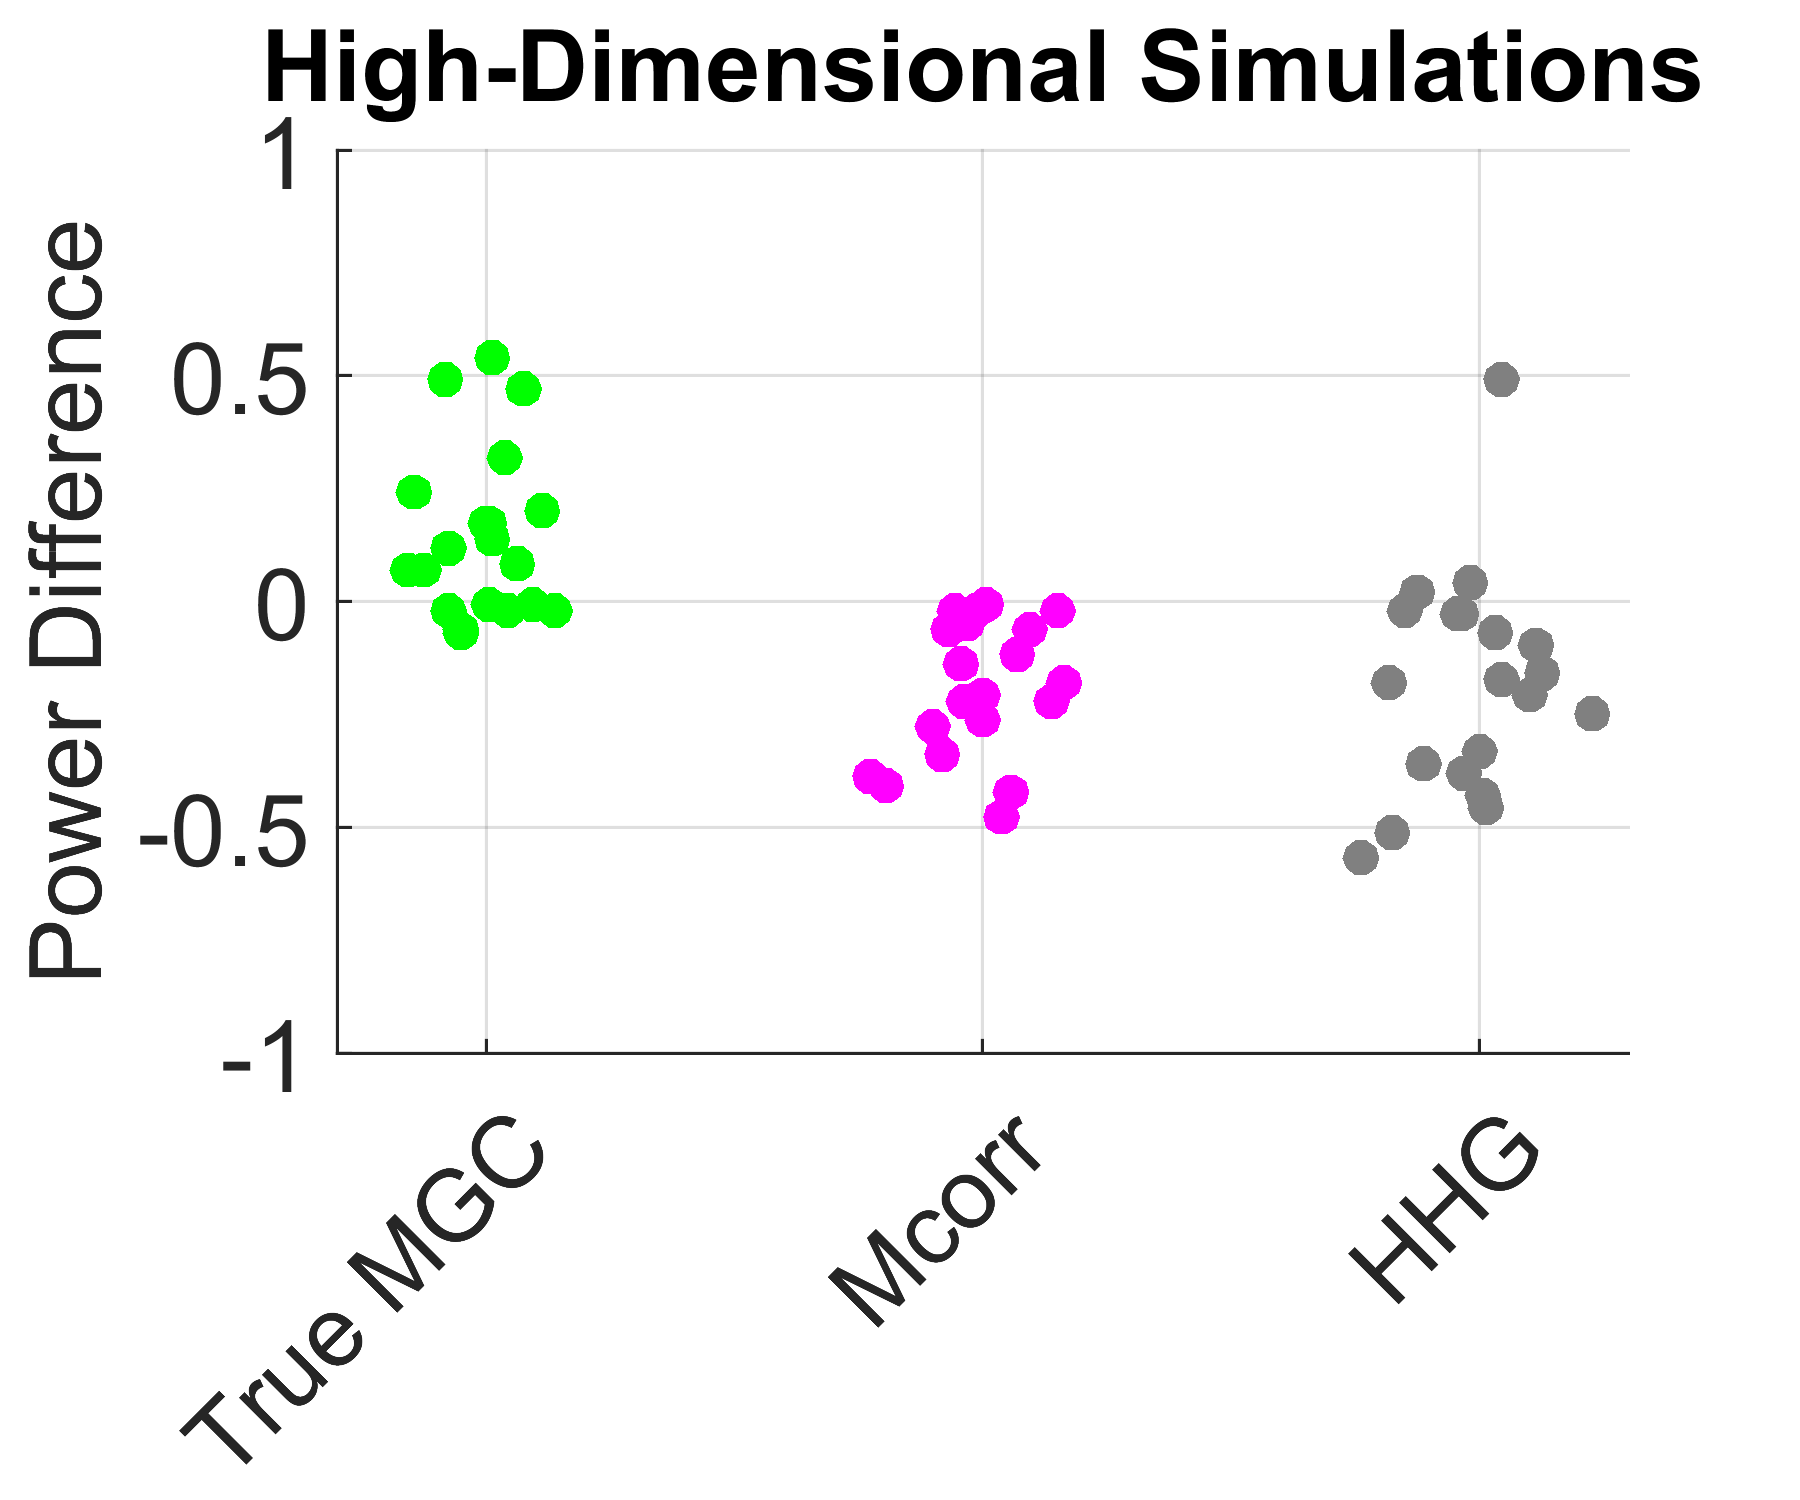 High-Dimensional Simulations
Power Difference
1
0.5
0
-0.5
-1
True MGC
Mcorr
HHG